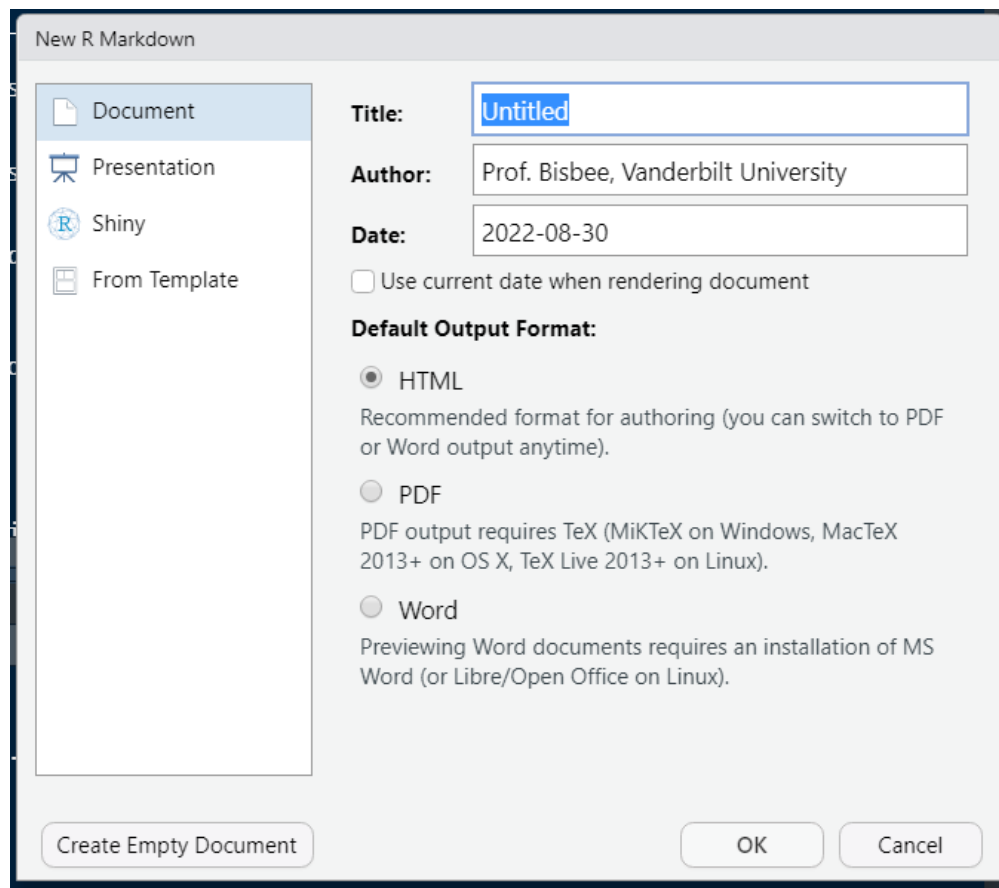 New R Markdown
Document
Presentation
Shiny
From Template
Title:
Untitled
Author:
Prof. Bisbee, Vanderbilt University
Date:
2022-08-30
Use current date when rendering document
Default Output Format:
HTML
Recommended format for authoring (you can switch to PDF
or Word output anytime).
PDF
PDF output requires TeX (MiKTeX on Windows, MacTeX
2013+ on OS X, TeX Live 2013+ on Linux).
Word
Previewing Word documents requires an installation of MS
Word (or Libre/Open Office on Linux).
Create Empty Document
OK
Cancel